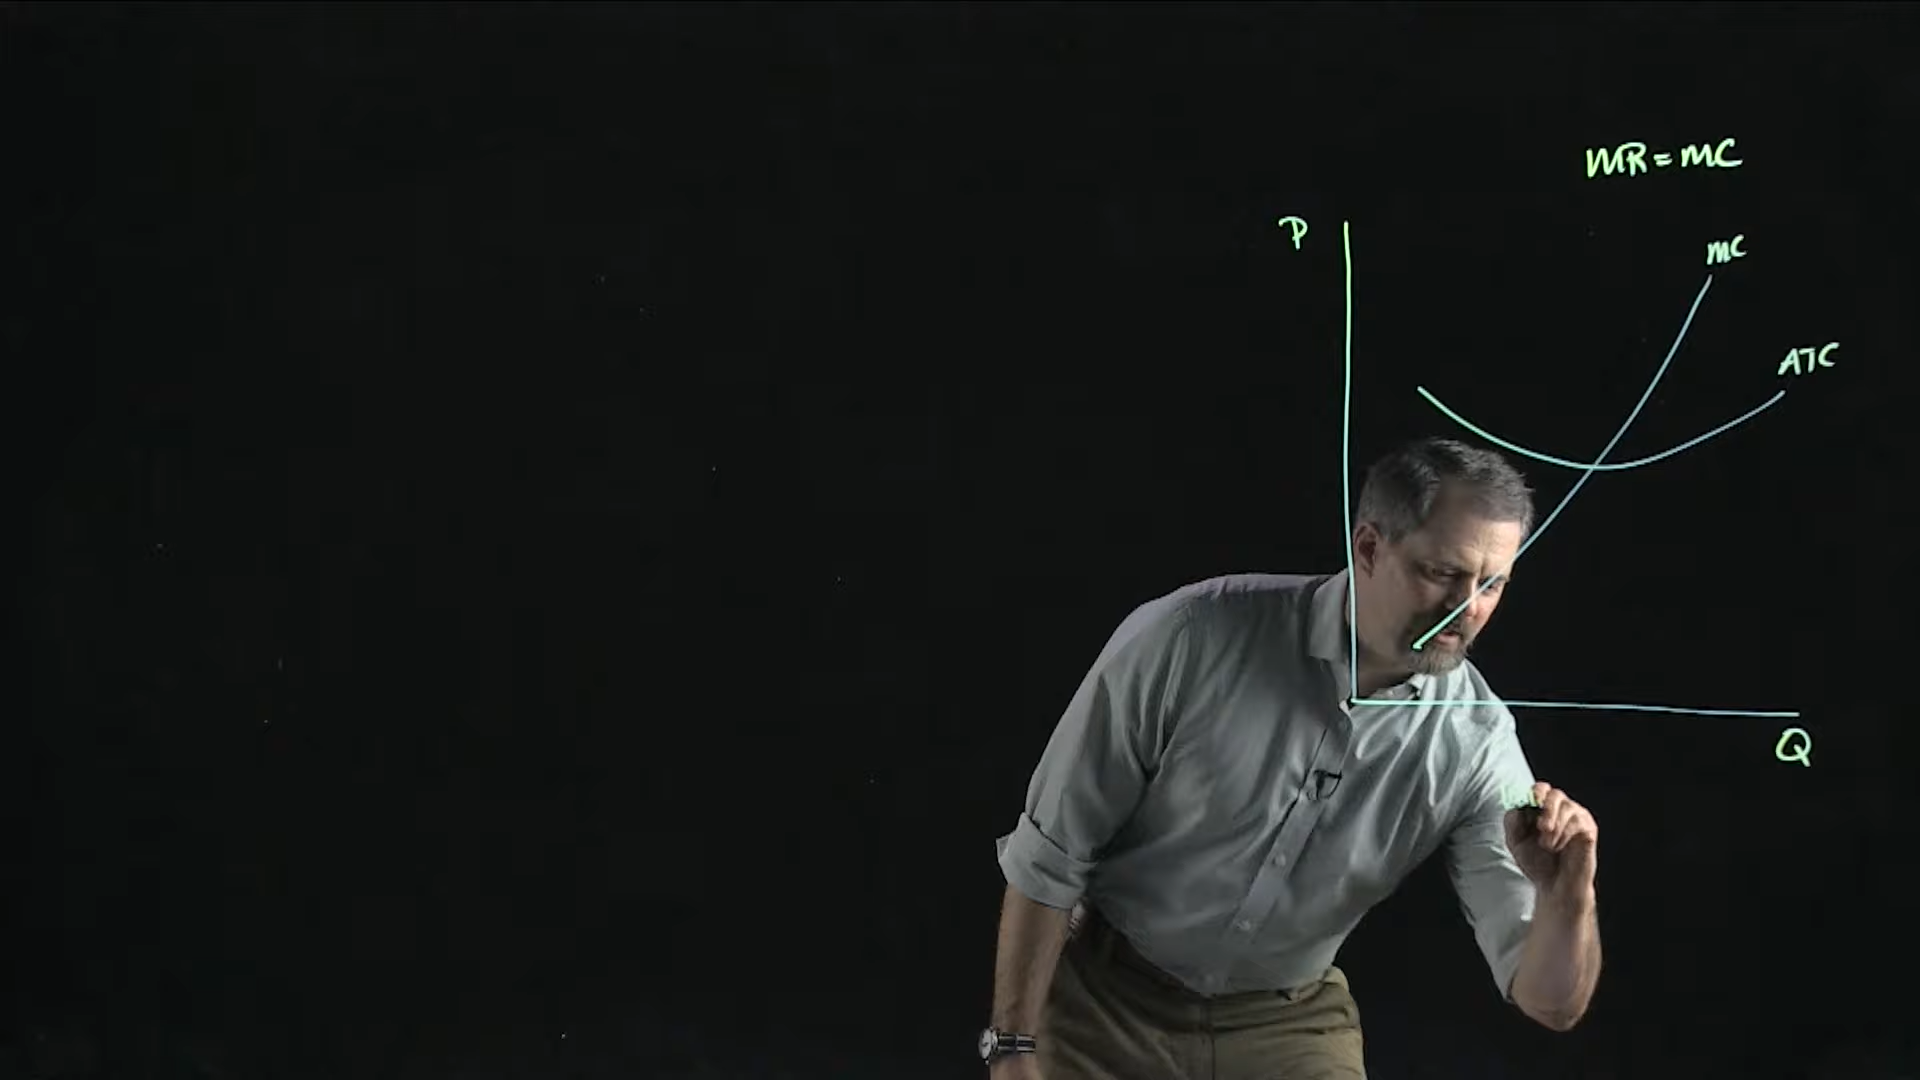 MR = MC
P
MC
ATC
Q